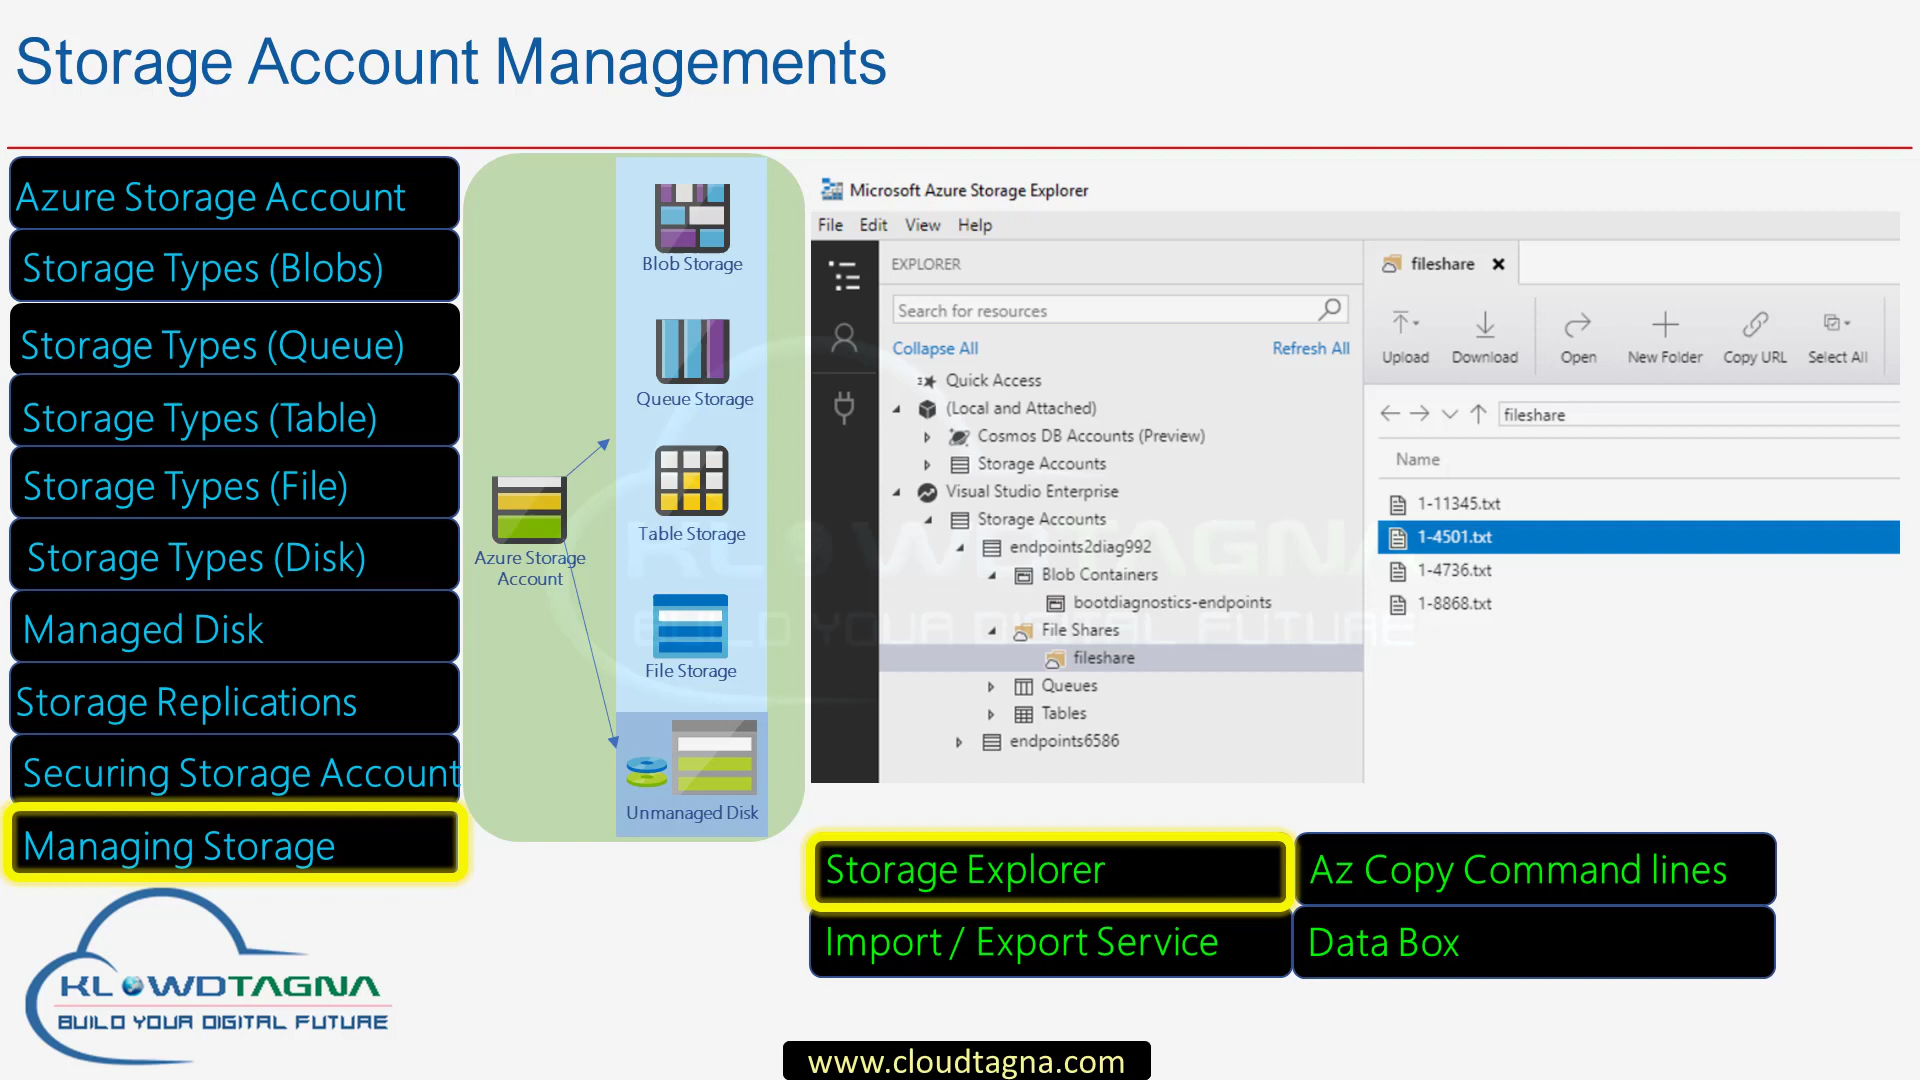 Storage Account Managements
Azure Storage Account
Storage Types (Blobs)
Storage Types (Queue)
Storage Types (Table)
Storage Types (File)
Storage Types (Disk)
Managed Disk
Storage Replications
Securing Storage Account
Managing Storage
Azure Storage
Account
Blob Storage
Queue Storage
Table Storage
File Storage
Unmanaged Disk
Microsoft Azure Storage Explorer
File Edit View Help
EXPLORER
Search for resources
Collapse All Refresh All
Quick Access
(Local and Attached)
Cosmos DB Accounts (Preview)
Storage Accounts
Visual Studio Enterprise
Storage Accounts
endpoints2diag992
Blob Containers
bootdiagnostics-endpoints
File Shares
fileshare
Queues
Tables
endpoints6586
fileshare
Upload Download Open New Folder Copy URL Select All
fileshare
Name
1-11345.txt
1-4501.txt
1-4736.txt
1-8868.txt
KLOWDTAGNA
BUILD YOUR DIGITAL FUTURE
Storage Explorer
Az Copy Command lines
Import / Export Service
Data Box
KLOWDTAGNA
BUILD YOUR DIGITAL FUTURE
www.cloudtagna.com